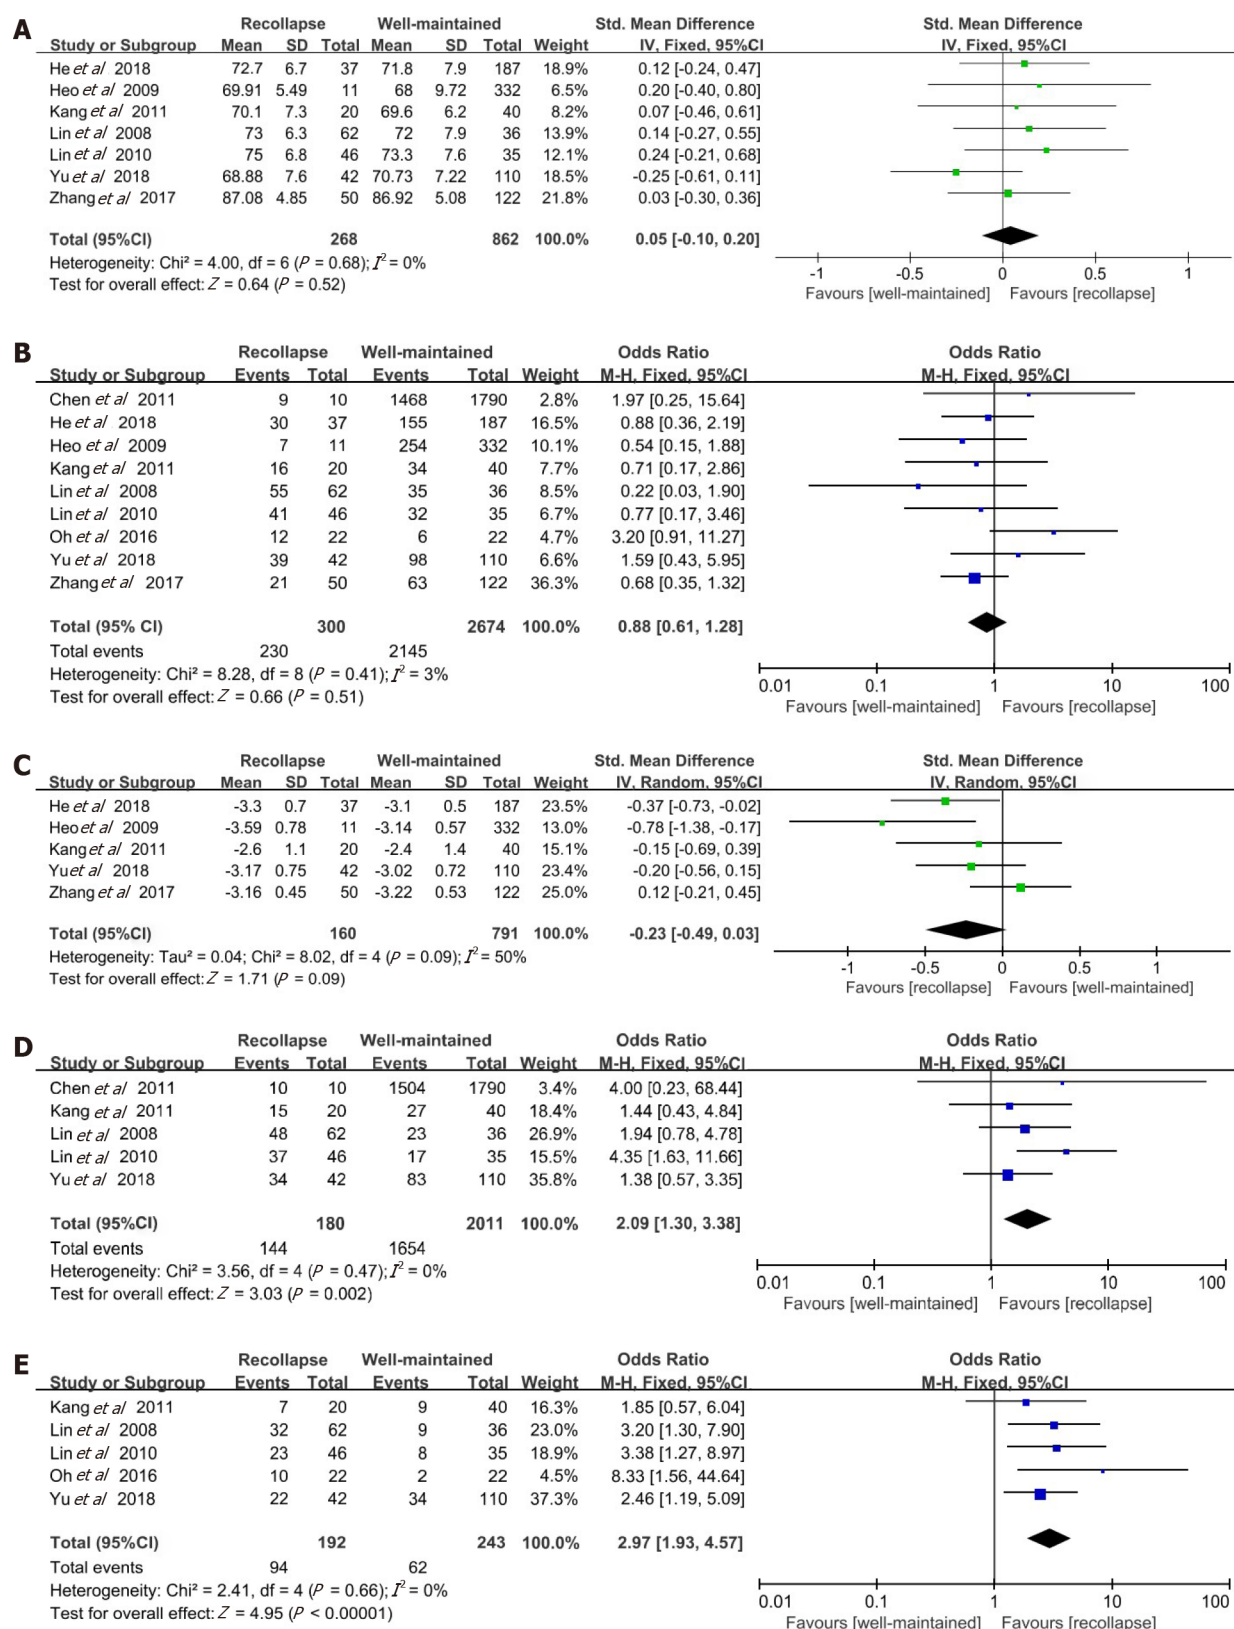 A
Recollapse Well-maintained Std. Mean Difference Std. Mean Difference
Study or Subgroup Mean SD Total Mean SD Total Weight IV, Fixed, 95%CI IV, Fixed, 95%CI
He et al 2018 72.7 6.7 37 71.8 7.9 187 18.9% 0.12 [-0.24, 0.47]
Heo et al 2009 69.91 5.49 11 68 9.72 332 6.5% 0.20 [-0.40, 0.80]
Kang et al 2011 70.1 7.3 20 69.6 6.2 40 8.2% 0.07 [-0.46, 0.61]
Lin et al 2008 73 6.3 62 72 7.9 36 13.9% 0.14 [-0.27, 0.55]
Lin et al 2010 75 6.8 46 73.3 7.6 35 12.1% 0.24 [-0.21, 0.68]
Yu et al 2018 68.88 7.6 42 70.73 7.22 110 18.5% -0.25 [-0.61, 0.11]
Zhang et al 2017 87.08 4.85 50 86.92 5.08 122 21.8% 0.03 [-0.30, 0.36]
Total (95%CI) 268 862 100.0% 0.05 [-0.10, 0.20]
Heterogeneity: Chi² = 4.00, df = 6 (P = 0.68); I² = 0%
Test for overall effect: Z = 0.64 (P = 0.52)
-1 -0.5 0 0.5 1
Favours [well-maintained] Favours [recollapse]
B
Recollapse Well-maintained Odds Ratio Odds Ratio
Study or Subgroup Events Total Events Total Weight M-H, Fixed, 95%CI M-H, Fixed, 95%CI
Chen et al 2011 9 10 1468 1790 2.8% 1.97 [0.25, 15.64]
He et al 2018 30 37 155 187 16.5% 0.88 [0.36, 2.19]
Heo et al 2009 7 11 254 332 10.1% 0.54 [0.15, 1.88]
Kang et al 2011 16 20 34 40 7.7% 0.71 [0.17, 2.86]
Lin et al 2008 55 62 35 36 8.5% 0.22 [0.03, 1.90]
Lin et al 2010 41 46 32 35 6.7% 0.77 [0.17, 3.46]
Oh et al 2016 12 22 6 22 4.7% 3.20 [0.91, 11.27]
Yu et al 2018 39 42 98 110 6.6% 1.59 [0.43, 5.95]
Zhang et al 2017 21 50 63 122 36.3% 0.68 [0.35, 1.32]
Total (95% CI) 300 2674 100.0% 0.88 [0.61, 1.28]
Total events 230 2145
Heterogeneity: Chi² = 8.28, df = 8 (P = 0.41); I² = 3%
Test for overall effect: Z = 0.66 (P = 0.51)
0.01 0.1 1 10 100
Favours [well-maintained] Favours [recollapse]
C
Recollapse Well-maintained Std. Mean Difference Std. Mean Difference
Study or Subgroup Mean SD Total Mean SD Total Weight IV, Random, 95%CI IV, Random, 95%CI
He et al 2018 -3.3 0.7 37 -3.1 0.5 187 23.5% -0.37 [-0.73, -0.02]
Heo et al 2009 -3.59 0.78 11 -3.14 0.57 332 13.0% -0.78 [-1.38, -0.17]
Kang et al 2011 -2.6 1.1 20 -2.4 1.4 40 15.1% -0.15 [-0.69, 0.39]
Yu et al 2018 -3.17 0.75 42 -3.02 0.72 110 23.4% -0.20 [-0.56, 0.15]
Zhang et al 2017 -3.16 0.45 50 -3.22 0.53 122 25.0% 0.12 [-0.21, 0.45]
Total (95%CI) 160 791 100.0% -0.23 [-0.49, 0.03]
Heterogeneity: Tau² = 0.04; Chi² = 8.02, df = 4 (P = 0.09); I² = 50%
Test for overall effect: Z = 1.71 (P = 0.09)
-1 -0.5 0 0.5 1
Favours [recollapse] Favours [well-maintained]
D
Recollapse Well-maintained Odds Ratio Odds Ratio
Study or Subgroup Events Total Events Total Weight M-H, Fixed, 95%CI M-H, Fixed, 95%CI
Chen et al 2011 10 10 1504 1790 3.4% 4.00 [0.23, 68.44]
Kang et al 2011 15 20 27 40 18.4% 1.44 [0.43, 4.84]
Lin et al 2008 48 62 23 36 26.9% 1.94 [0.78, 4.78]
Lin et al 2010 37 46 17 35 15.5% 4.35 [1.63, 11.66]
Yu et al 2018 34 42 83 110 35.8% 1.38 [0.57, 3.35]
Total (95%CI) 180 2011 100.0% 2.09 [1.30, 3.38]
Total events 144 1654
Heterogeneity: Chi² = 3.56, df = 4 (P = 0.47); I² = 0%
Test for overall effect: Z = 3.03 (P = 0.002)
0.01 0.1 1 10 100
Favours [well-maintained] Favours [recollapse]
E
Recollapse Well-maintained Odds Ratio Odds Ratio
Study or Subgroup Events Total Events Total Weight M-H, Fixed, 95%CI M-H, Fixed, 95%CI
Kang et al 2011 7 20 9 40 16.3% 1.85 [0.57, 6.04]
Lin et al 2008 32 62 9 36 23.0% 3.20 [1.30, 7.90]
Lin et al 2010 23 46 8 35 18.9% 3.38 [1.27, 8.97]
Oh et al 2016 10 22 2 22 4.5% 8.33 [1.56, 44.64]
Yu et al 2018 22 42 34 110 37.3% 2.46 [1.19, 5.09]
Total (95%CI) 192 243 100.0% 2.97 [1.93, 4.57]
Total events 94 62
Heterogeneity: Chi² = 2.41, df = 4 (P = 0.66); I² = 0%
Test for overall effect: Z = 4.95 (P < 0.00001)
0.01 0.1 1 10 100
Favours [well-maintained] Favours [recollapse]